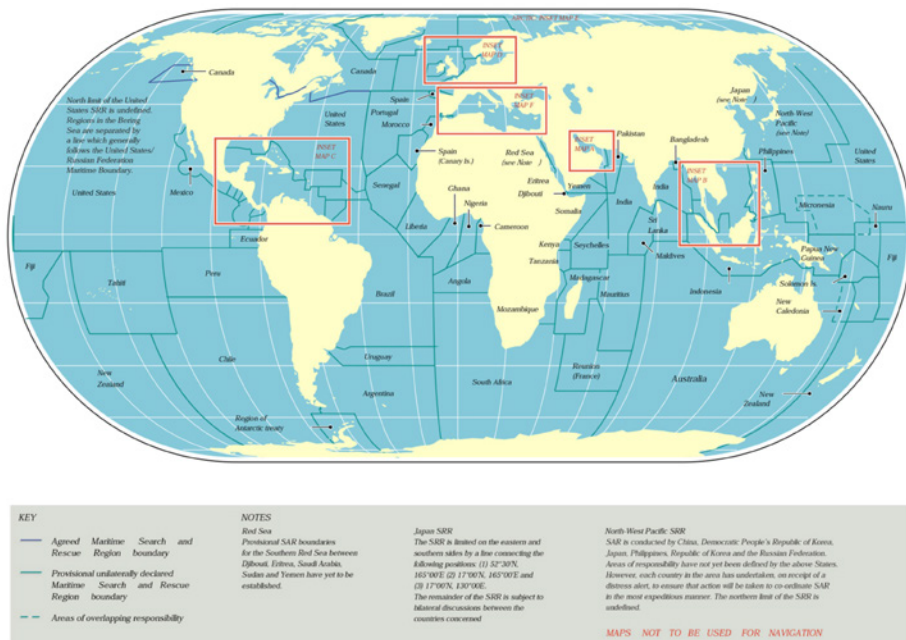 ARCTIC INSET MAP E
INSET
MAP F
INSET
MAP C
INSET
MAP B
INSET
Canada
Canada
North limit of the United
States SRR is undefined.
Regions in the Bering
Sea are separated by
a line which generally
follows the United States/
Russian Federation
Maritime Boundary.
United States
Mexico
United
States
Spain
Portugal
Morocco
Spain
(Canary Is.)
Red Sea
(see Note )
Pakistan
Bangladesh
Japan
(see Note )
North West
Pacific
(see Note)
Philippines
United
States
Senegal
Ghana
Nigeria
Eritrea
Djibouti
Yemen
Somalia
India
India
Sri
Lanka
Micronesia
Nauru
Liberia
Cameroon
Kenya
Tanzania
Seychelles
Maldives
Papua New
Guinea
Fiji
Ecuador
Fiji
Tahiti
Peru
Brazil
Angola
Madagascar
Mauritius
Indonesia
Solomon Is.
New
Caledonia
Mozambique
Chile
Uruguay
Reunion
(France)
New
Zealand
Argentina
South Africa
Australia
New
Zealand
Region of
Antarctic treaty
KEY
Agreed Maritime Search and
Rescue Region boundary
Provisional unilaterally declared
Maritime Search and Rescue
Region boundary
Areas of overlapping responsibility
NOTES
Red Sea
Provisional SAR boundaries
for the Southern Red Sea between
Djibouti, Eritrea, Saudi Arabia,
Sudan and Yemen have yet to be
established.
Japan SRR
The SRR is limited on the eastern and
southern sides by a line connecting the
following positions: (1) 52°30'N,
165°00'E (2) 17°00'N, 165°00'E and
(3) 17°00'N, 130°00'E.
The remainder of the SRR is subject to
bilateral discussions between the
countries concerned
North-West Pacific SRR
SAR is conducted by China, Democratic People's Republic of Korea,
Japan, Philippines, Republic of Korea and the Russian Federation.
Areas of responsibility have not yet been defined by the above States.
However, each country in the area has undertaken, on receipt of a
distress alert, to ensure that action will be taken to co-ordinate SAR
in the most expeditious manner. The northern limit of the SRR is
undefined.
MAPS NOT TO BE USED FOR NAVIGATION